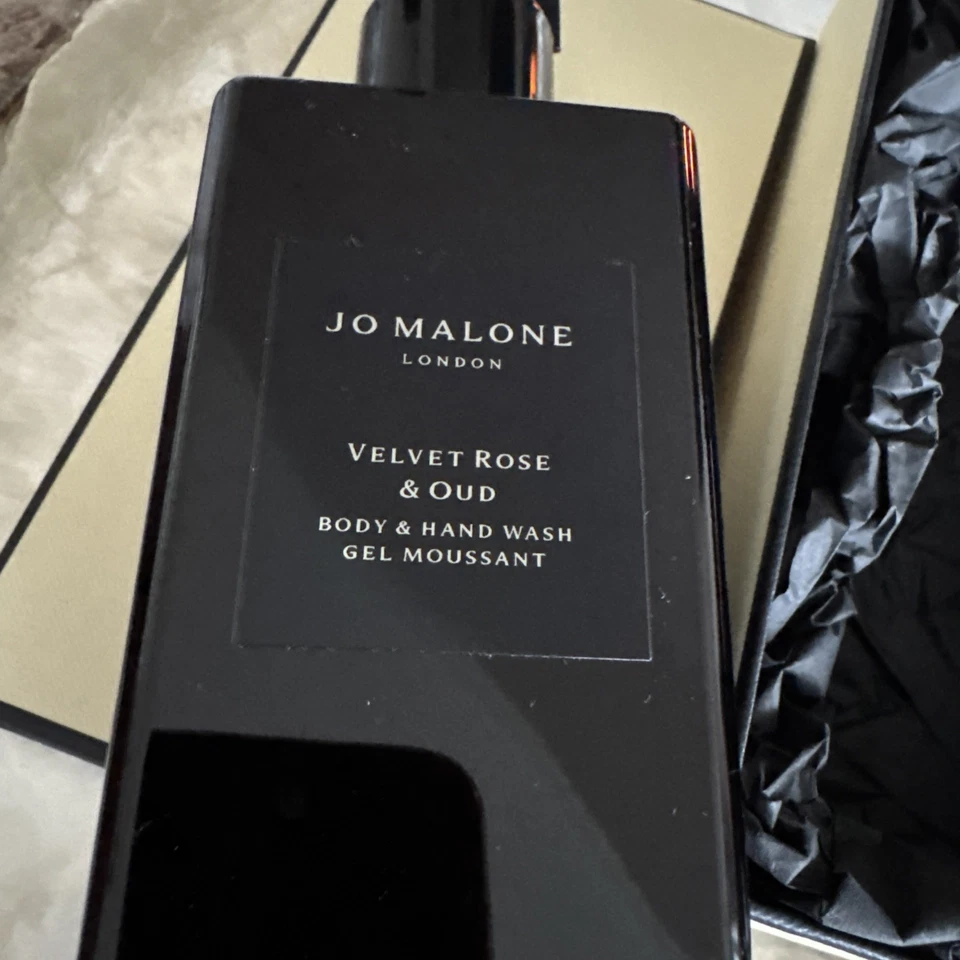 JO MALONE
LONDON
VELVET ROSE
& OUD
BODY & HAND WASH
GEL MOUSSANT